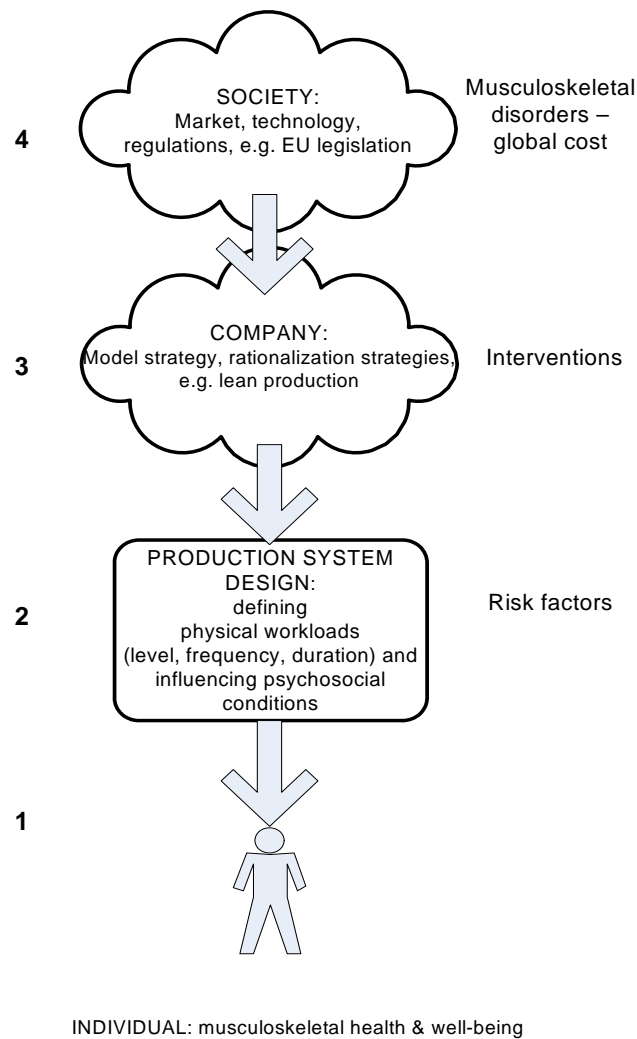 SOCIETY:
Market, technology,
regulations, e.g. EU legislation
Musculoskeletal
disorders –
global cost
4
COMPANY:
Model strategy, rationalization strategies,
e.g. lean production
Interventions
3
PRODUCTION SYSTEM
DESIGN:
defining
physical workloads
(level, frequency, duration) and
influencing psychosocial
conditions
Risk factors
2
1
INDIVIDUAL: musculoskeletal health & well-being